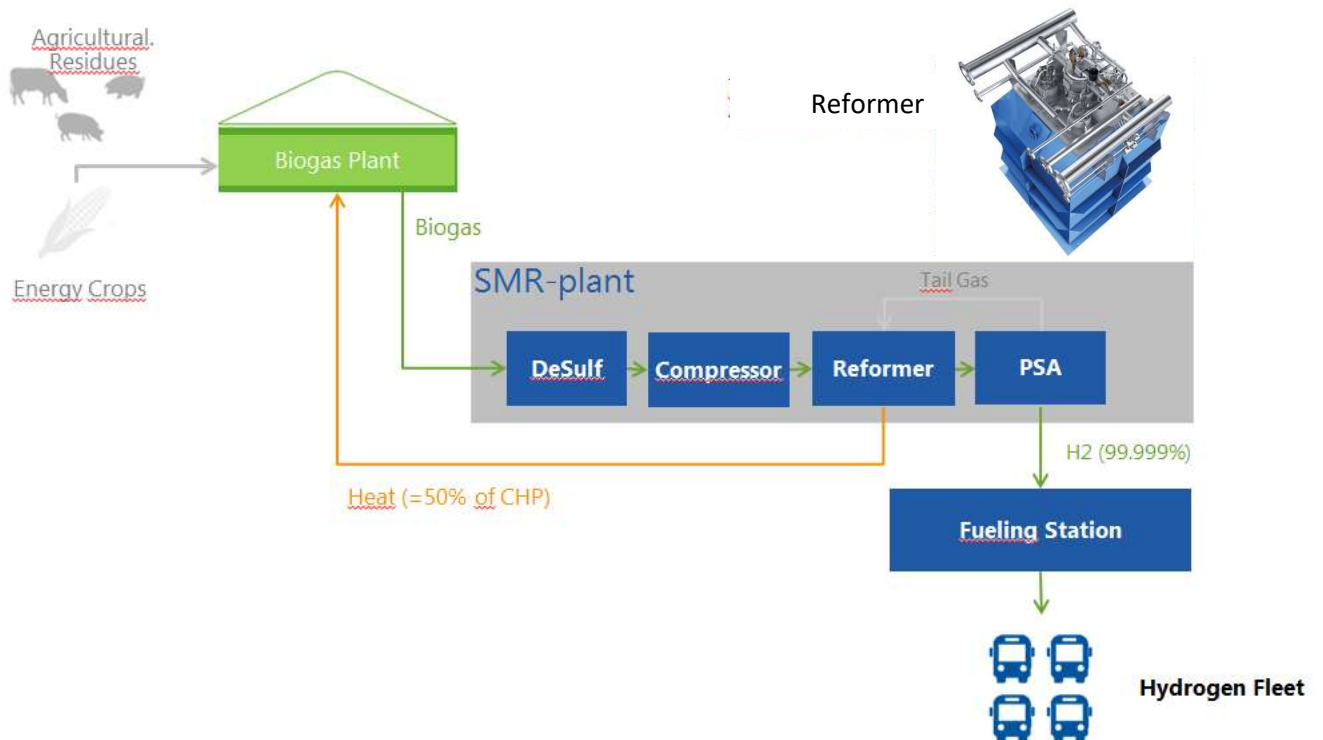 Agricultural.
Residues
Reformer
Biogas Plant
Biogas
Energy Crops
SMR-plant
Tail Gas
DeSulf
Compressor
Reformer
PSA
H2 (99.999%)
Heat (=50% of CHP)
Fueling Station
Hydrogen Fleet